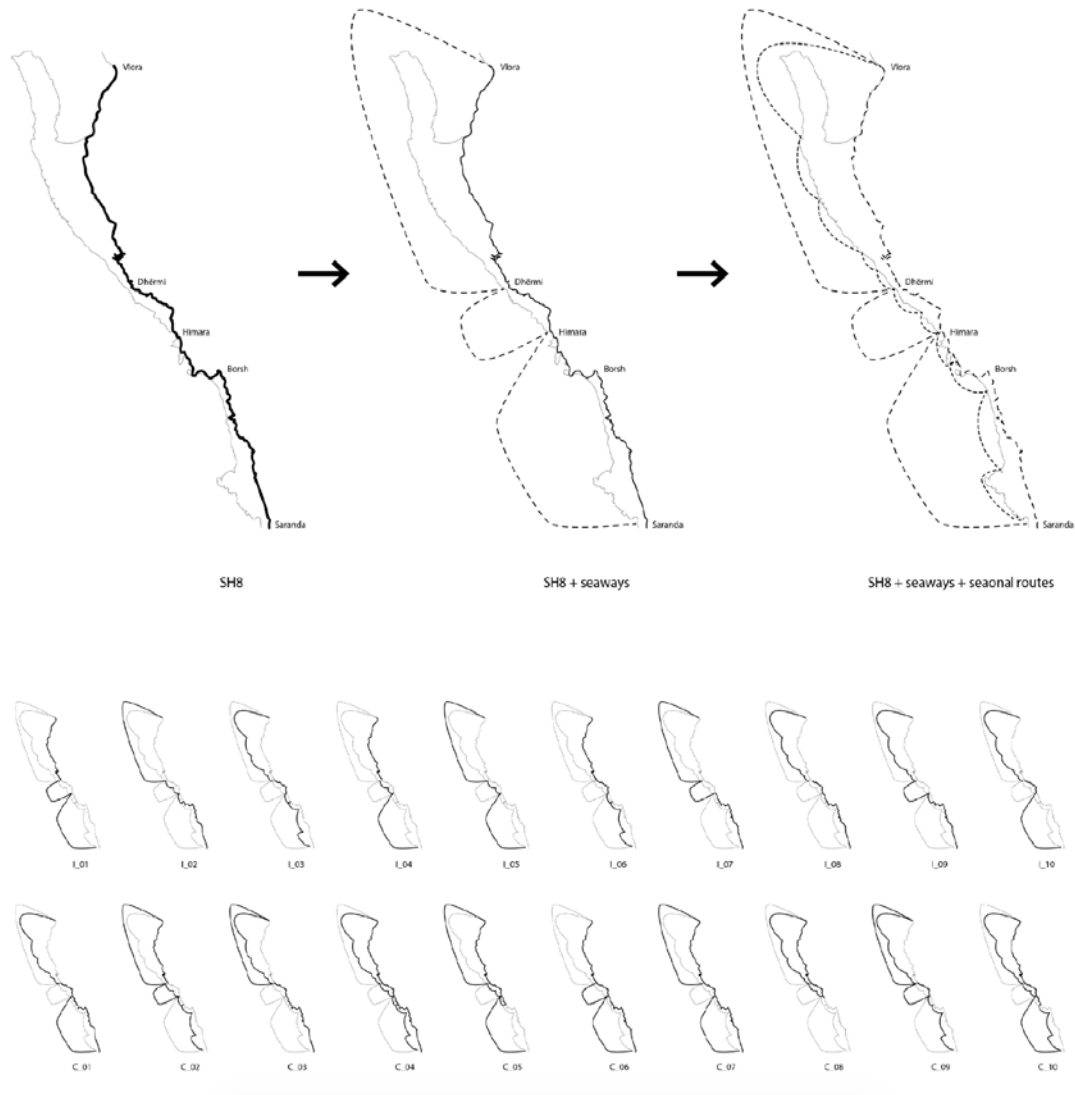 Vlora
Dhërmi
Himara
Borsh
Saranda
Vlora
Dhërmi
Himara
Borsh
Saranda
Vlora
Dhërmi
Himara
Borsh
Saranda
SH8
SH8 + seaways
SH8 + seaways + seaonal routes
I_01 I_02 I_03 I_04 I_05 I_06 I_07 I_08 I_09 I_10
C_01 C_02 C_03 C_04 C_05 C_06 C_07 C_08 C_09 C_10